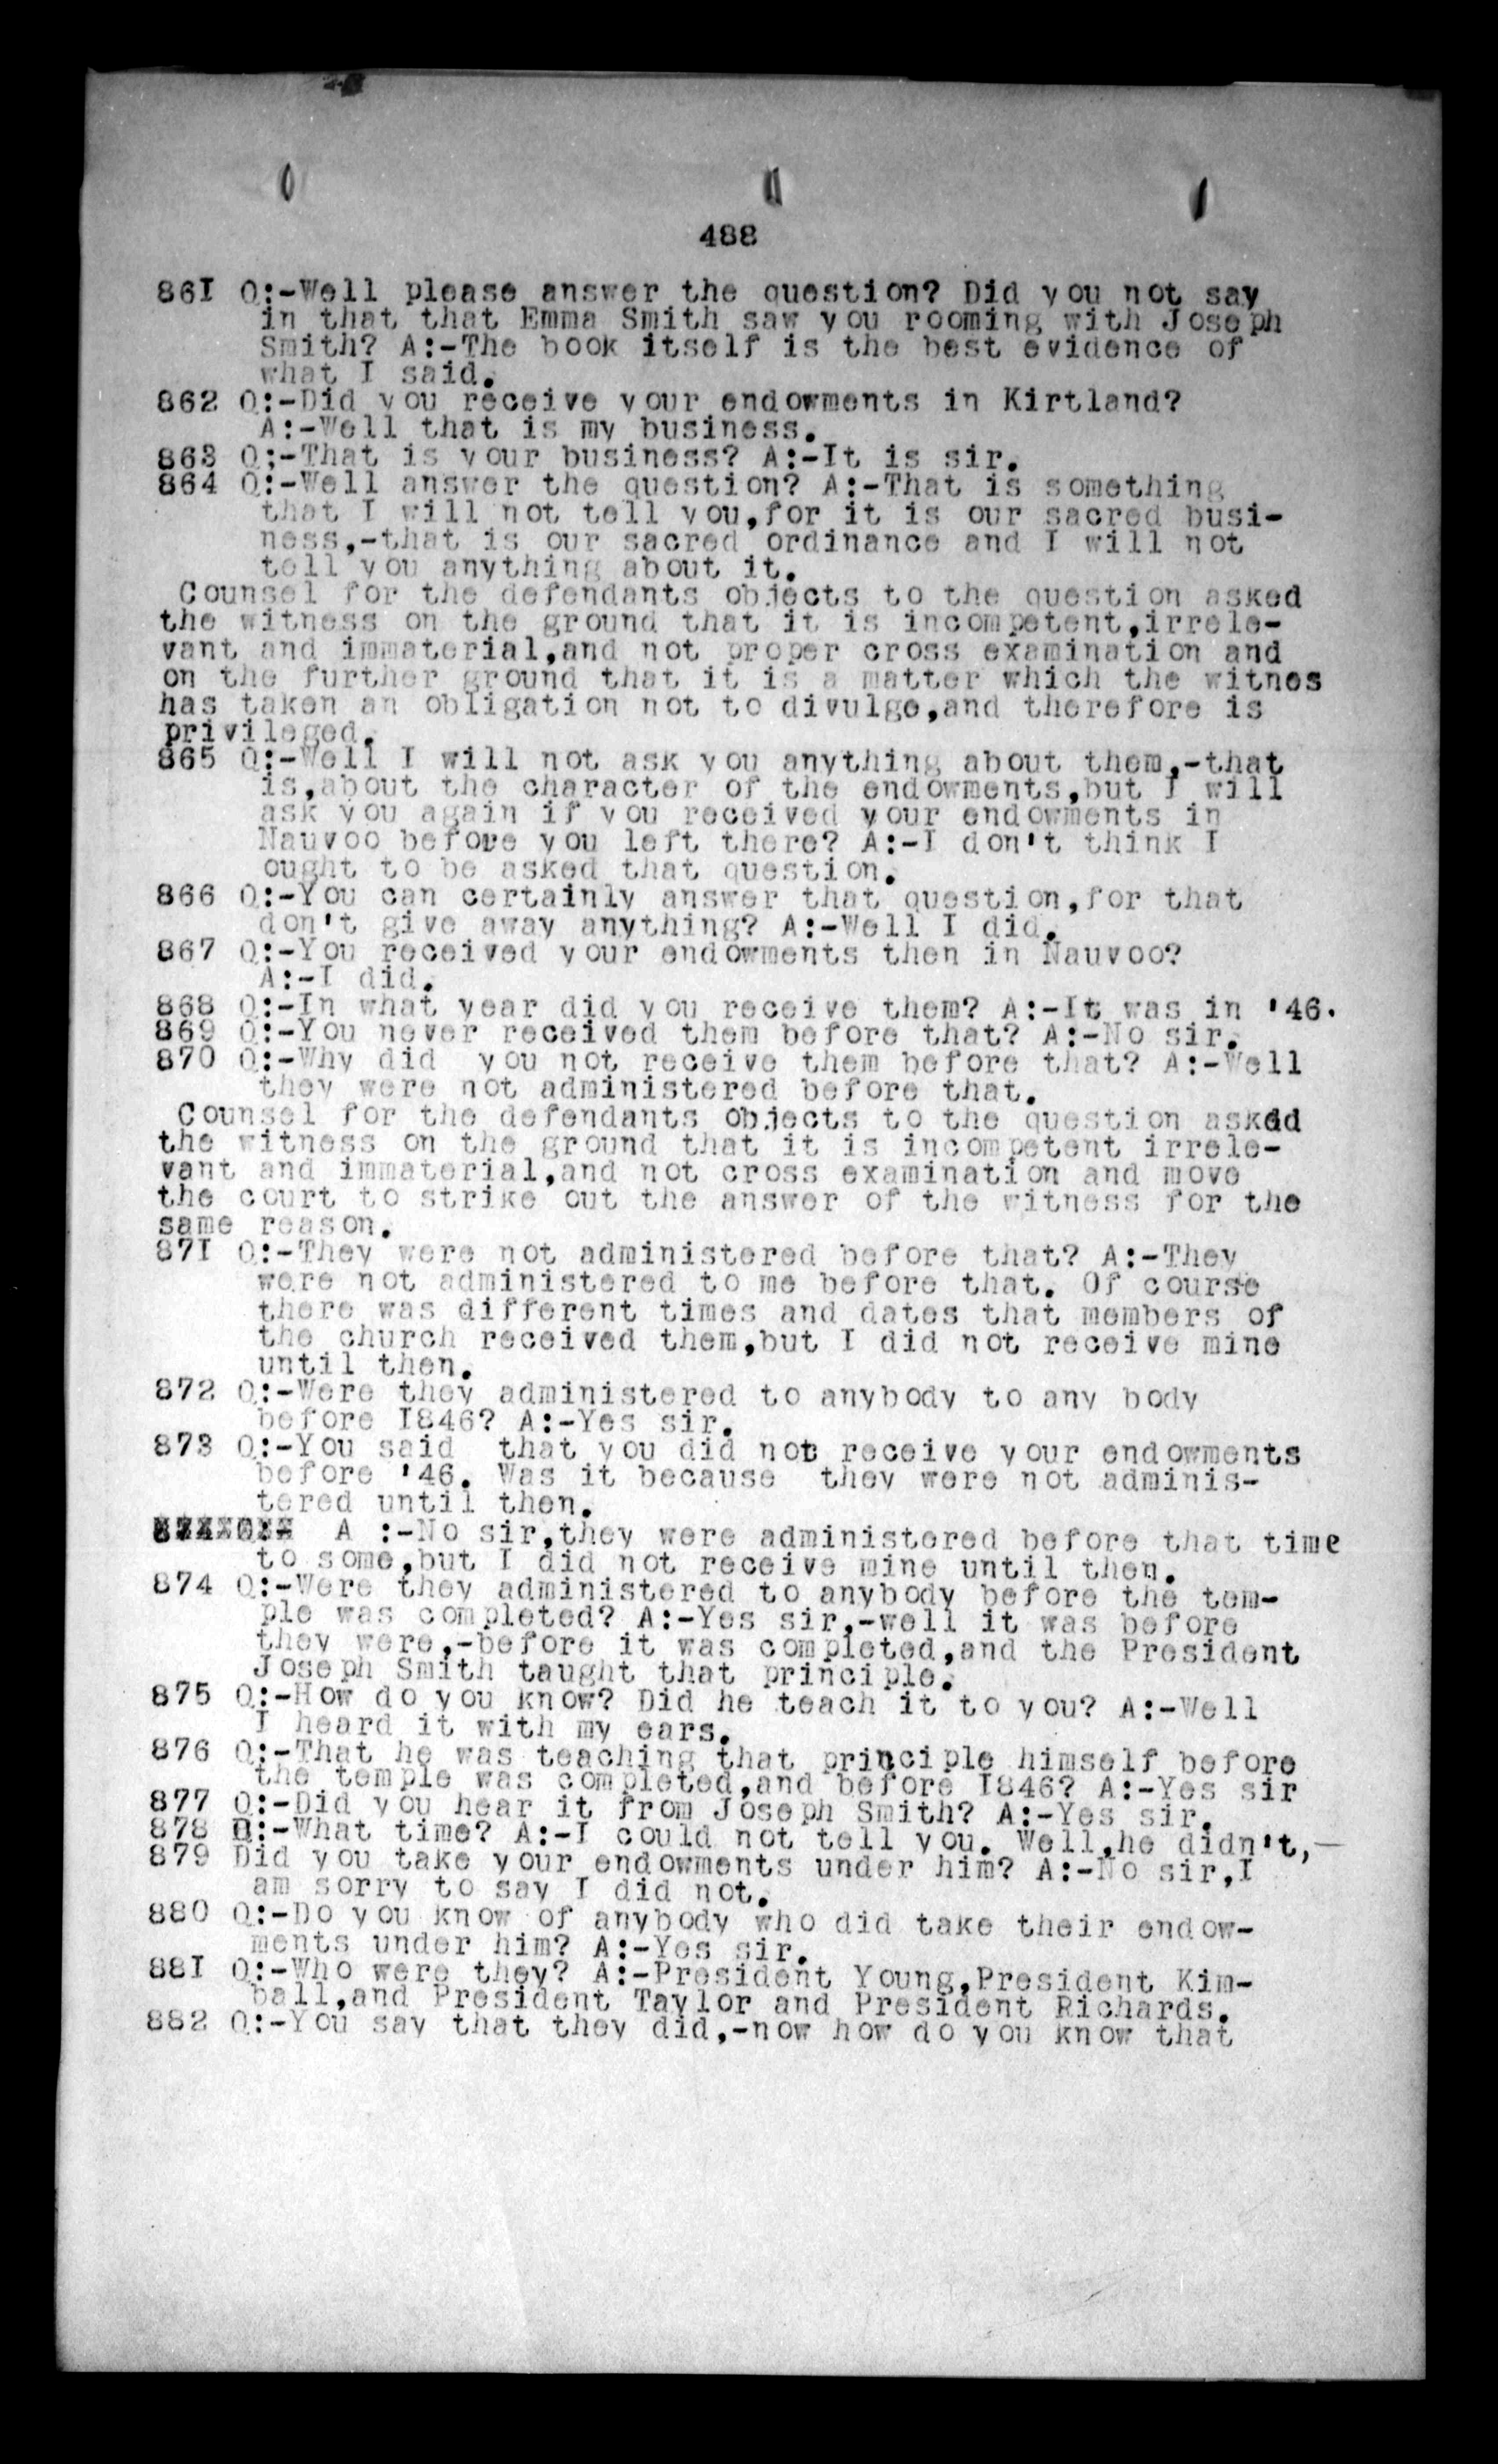 488
861 Q:-Well please answer the question? Did you not say
in that that Emma Smith saw you rooming with Joseph
Smith? A:-The book itself is the best evidence of
what I said.
862 Q:-Did you receive your endowments in Kirtland?
A:-Well that is my business.
863 Q:-That is your business? A:-It is sir.
864 Q:-Well answer the question? A:-That is something
that I will not tell you,for it is our sacred busi-
ness,-that is our sacred ordinance and I will not
tell you anything about it.
Counsel for the defendants objects to the question asked
the witness on the ground that it is incompetent,irrele-
vant and immaterial,and not proper cross examination and
on the further ground that it is a matter which the witnes
has taken an obligation not to divulge,and therefore is
privileged.
865 Q:-Well I will not ask you anything about them,-that
is,about the character of the endowments,but I will
ask you again if you received your endowments in
Nauvoo before you left there? A:-I don't think I
ought to be asked that question.
866 Q:-You can certainly answer that question,for that
don't give away anything? A:-Well I did.
867 Q:-You received your endowments then in Nauvoo?
A:-I did.
868 Q:-In what year did you receive them? A:-It was in '46.
869 Q:-You never received them before that? A:-No sir.
870 Q:-Why did you not receive them before that? A:-Well
they were not administered before that.
Counsel for the defendants objects to the question askdd
the witness on the ground that it is incompetent irrele-
vant and immaterial,and not cross examination and move
the court to strike out the answer of the witness for the
same reason.
871 Q:-They were not administered before that? A:-They
were not administered to me before that. Of course
there was different times and dates that members of
the church received them,but I did not receive mine
until then.
872 Q:-Were they administered to anybody to any body
before 1846? A:-Yes sir.
873 Q:-You said that you did not receive your endowments
before '46. Was it because they were not adminis-
tered until then.
A :-No sir,they were administered before that time
to some,but I did not receive mine until then.
874 Q:-Were they administered to anybody before the tem-
ple was completed? A:-Yes sir,-well it was before
they were,-before it was completed,and the President
Joseph Smith taught that principle.
875 Q:-How do you know? Did he teach it to you? A:-Well
I heard it with my ears.
876 Q:-That he was teaching that principle himself before
the temple was completed,and before 1846? A:-Yes sir
877 Q:-Did you hear it from Joseph Smith? A:-Yes sir.
878 Q:-What time? A:-I could not tell you. Well,he didn't,—
879 Did you take your endowments under him? A:-No sir,I
am sorry to say I did not.
880 Q:-Do you know of anybody who did take their endow-
ments under him? A:-Yes sir.
881 Q:-Who were they? A:-President Young,President Kim-
ball,and President Taylor and President Richards.
882 Q:-You say that they did,-now how do you know that